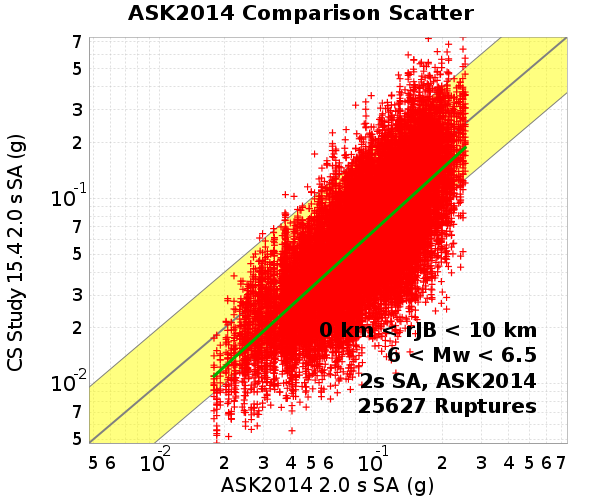 ASK2014 Comparison Scatter
CS Study 15.4 2.0 s SA (g)
7
5
3
2
10-1
7
5
3
2
10-2
7
5
0 km < rJB < 10 km
6 < Mw < 6.5
2s SA, ASK2014
25627 Ruptures
5 6 10-2 2 3 4 5 6 10-1 2 3 4 5 6 7
ASK2014 2.0 s SA (g)